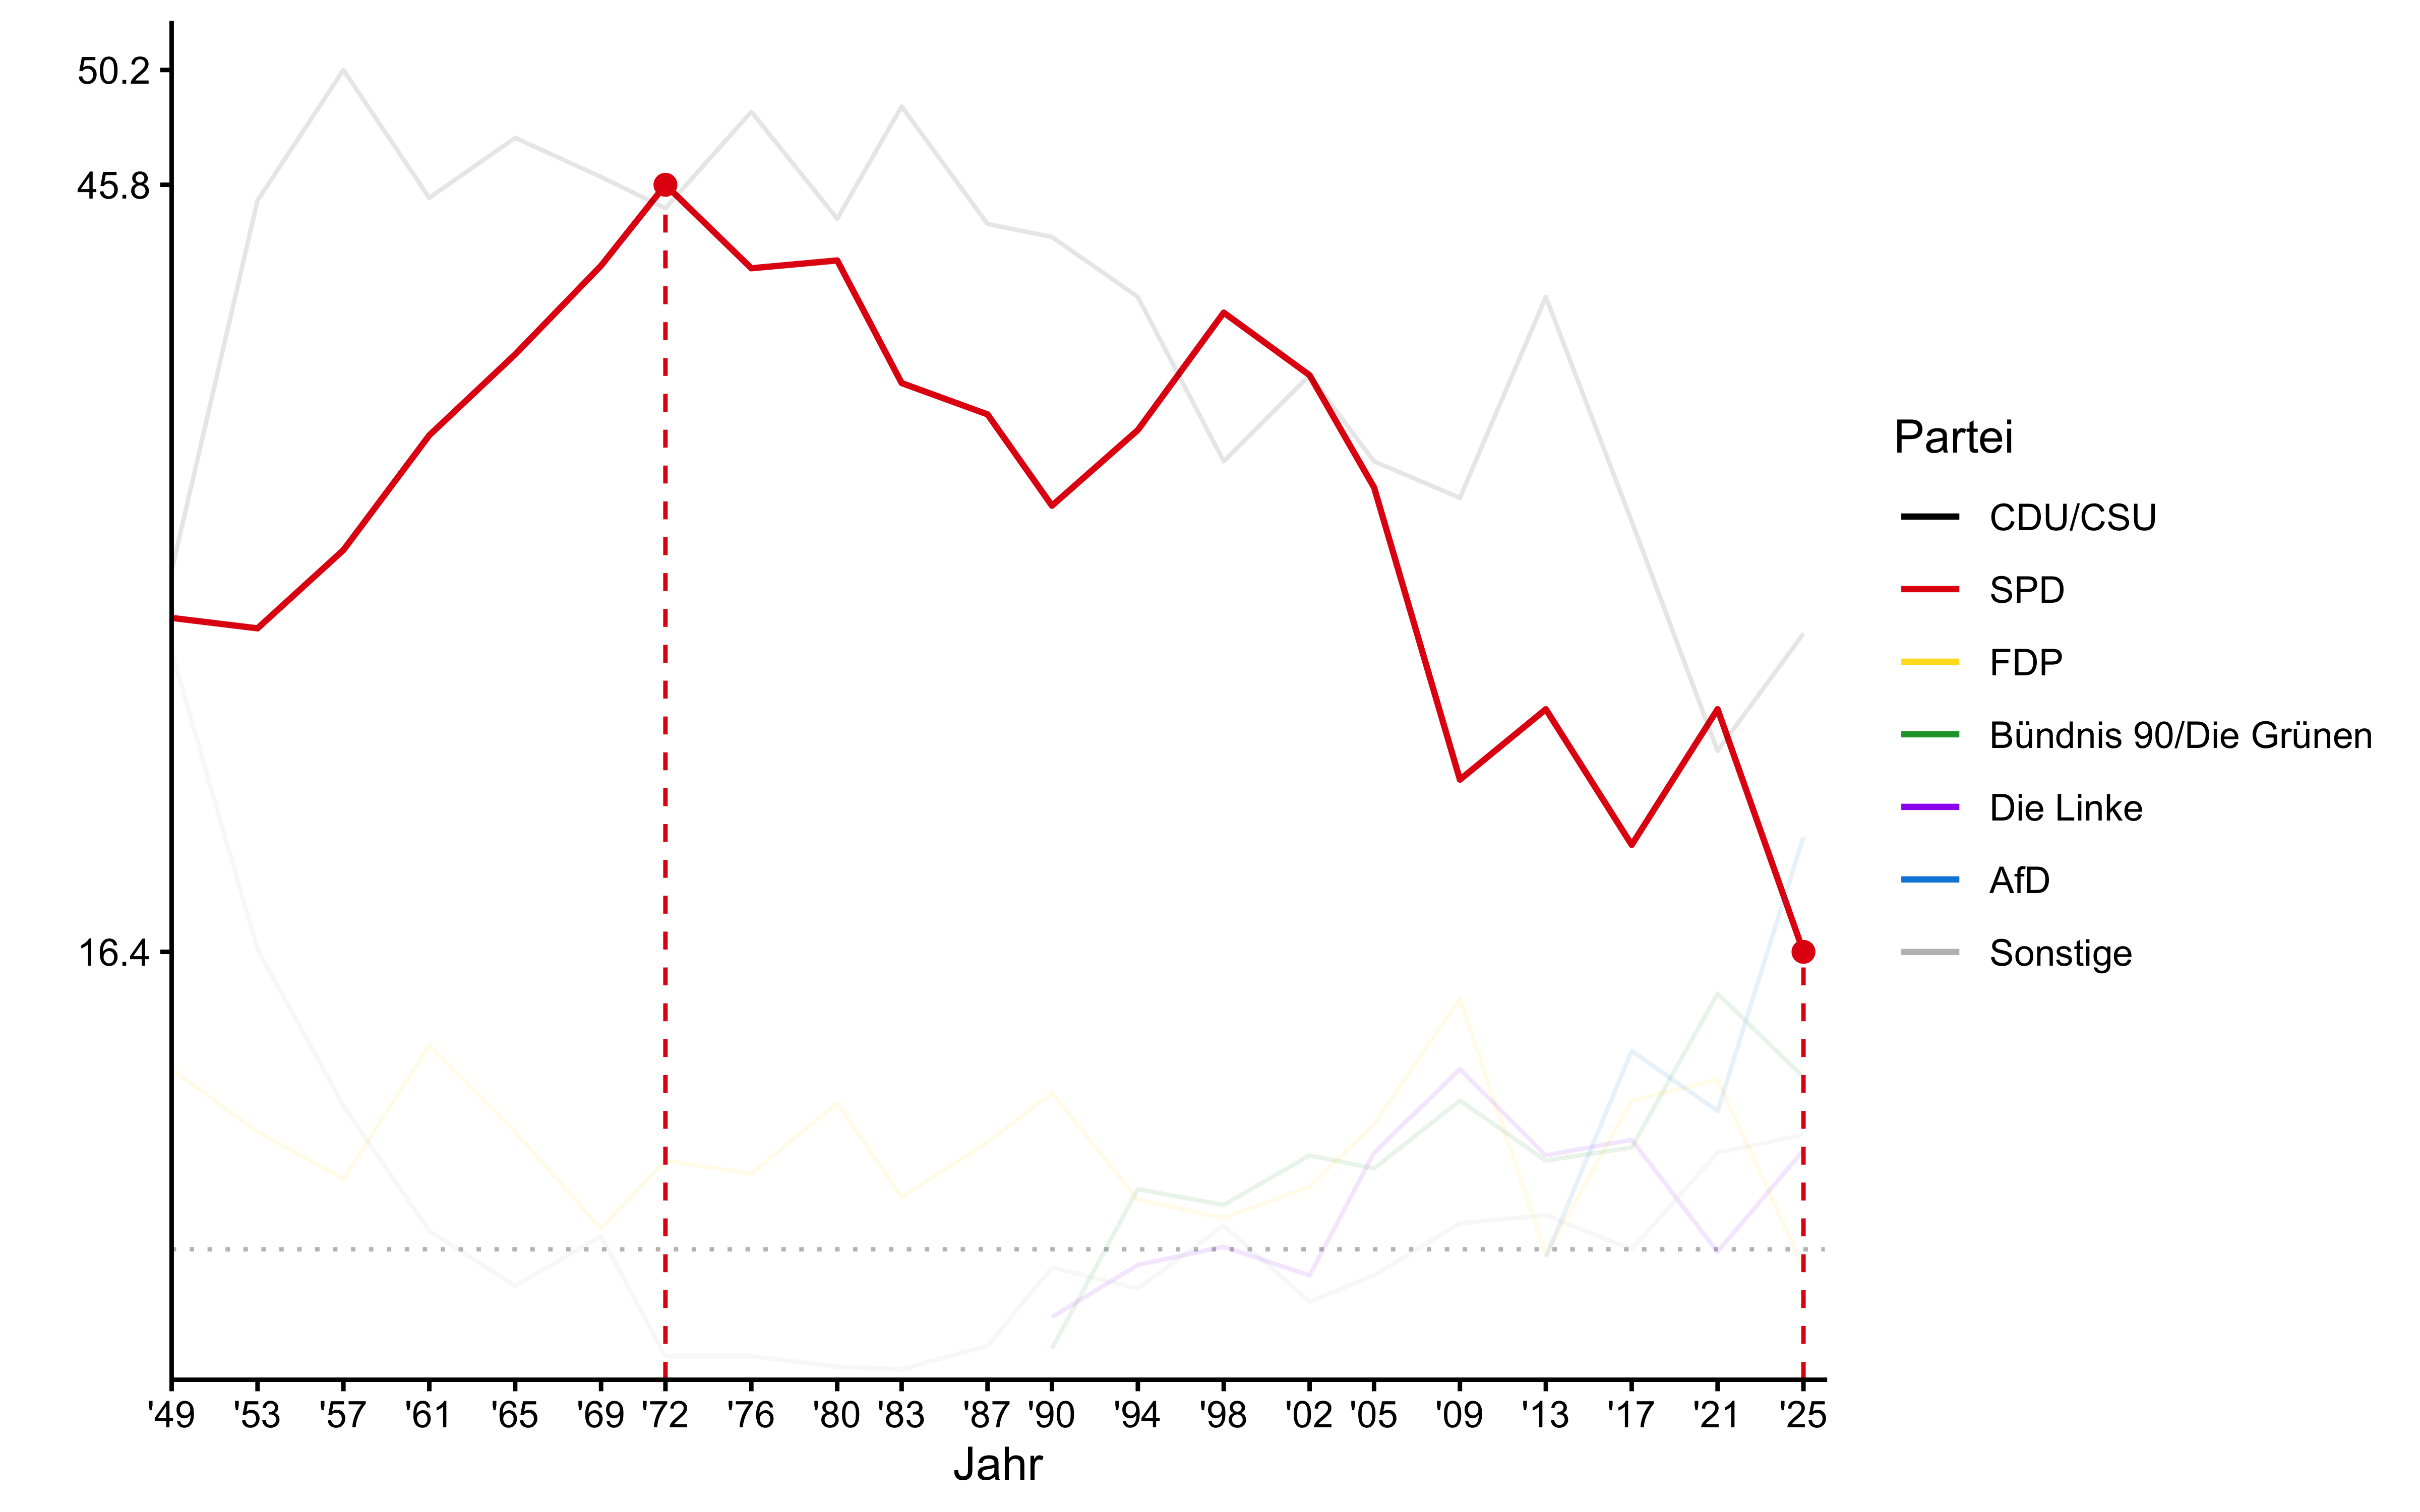 50.2
45.8
16.4
'49 '53 '57 '61 '65 '69 '72 '76 '80 '83 '87 '90 '94 '98 '02 '05 '09 '13 '17 '21 '25
Jahr
Partei
CDU/CSU
SPD
FDP
Bündnis 90/Die Grünen
Die Linke
AfD
Sonstige